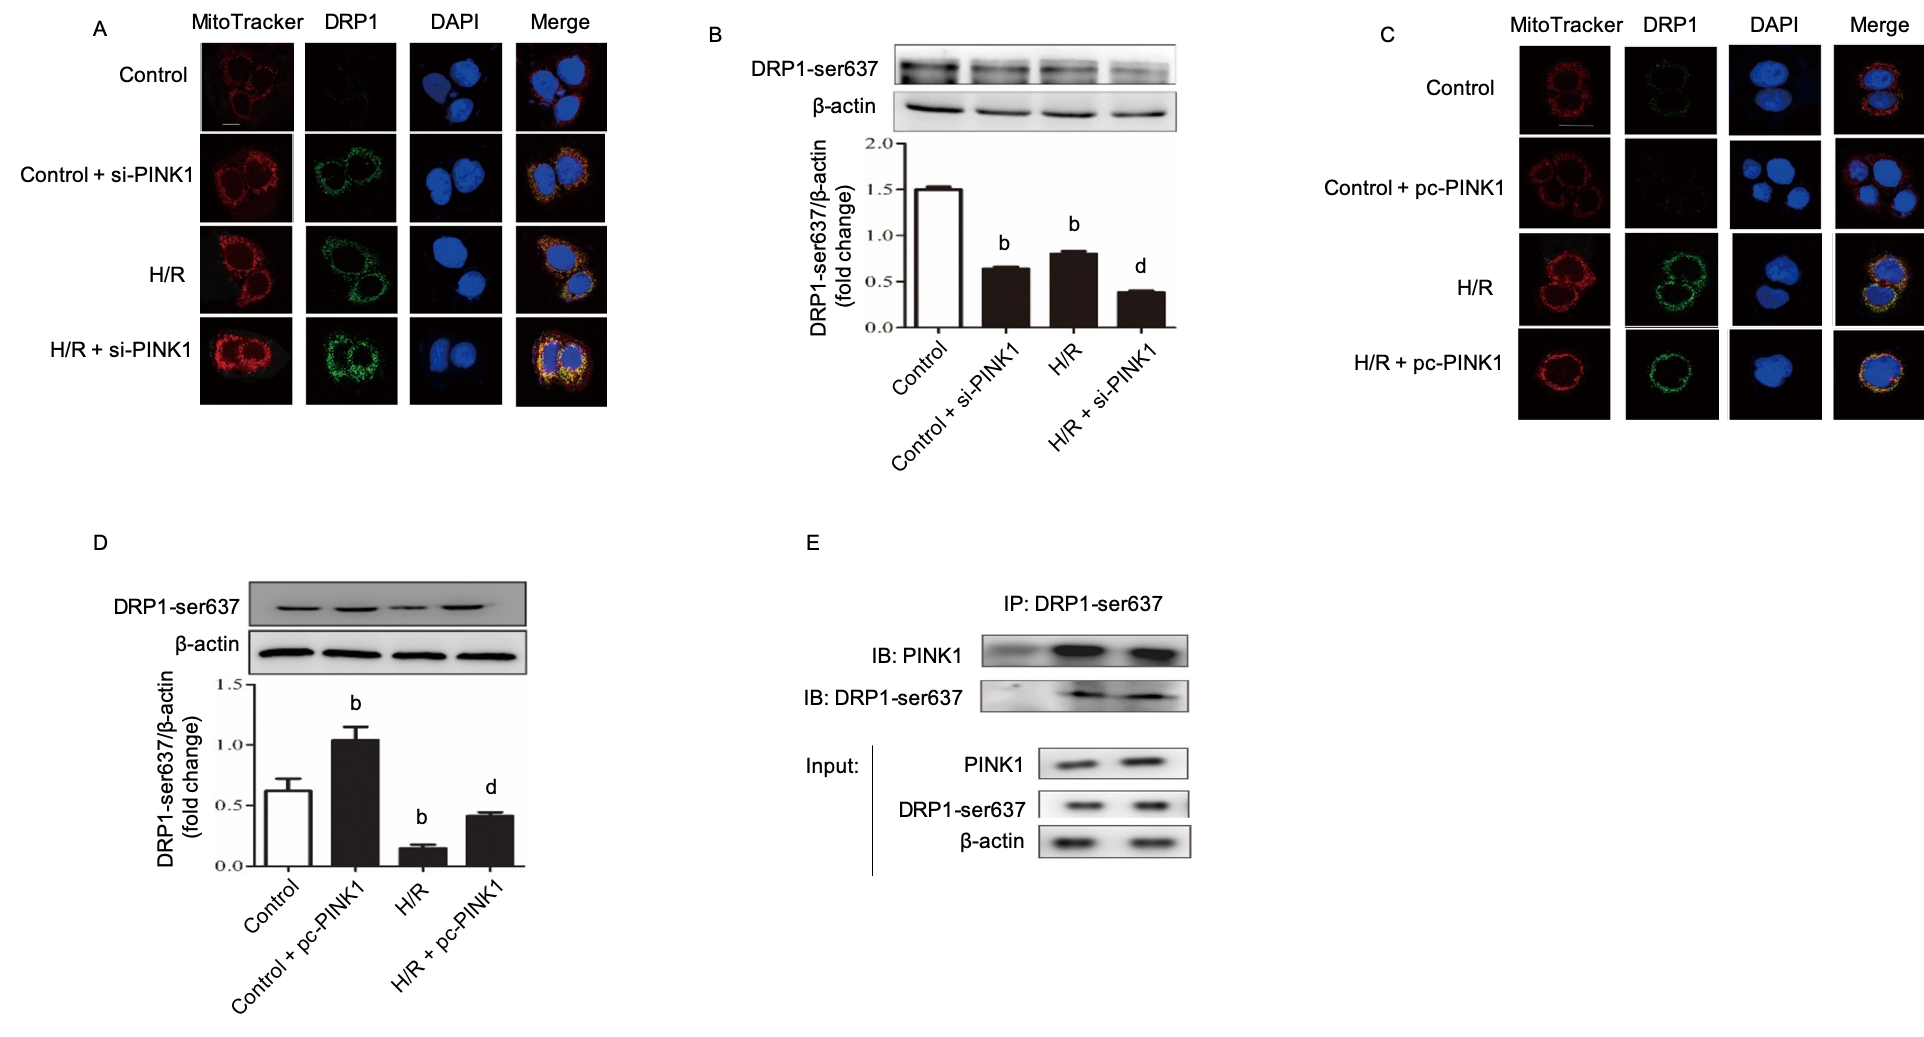 A
MitoTracker DRP1 DAPI Merge
Control
Control + si-PINK1
H/R
H/R + si-PINK1
B
DRP1-ser637
β-actin
DRP1-ser637/β-actin
(fold change)
2.0
1.5
1.0
0.5
0.0
b
b
d
Control
Control + si-PINK1
H/R
H/R + si-PINK1
C
MitoTracker DRP1 DAPI Merge
Control
Control + pc-PINK1
H/R
H/R + pc-PINK1
D
DRP1-ser637
β-actin
DRP1-ser637/β-actin
(fold change)
1.5
1.0
0.5
0.0
b
b
d
Control
Control + pc-PINK1
H/R
H/R + pc-PINK1
E
IP: DRP1-ser637
IB: PINK1
IB: DRP1-ser637
Input:
PINK1
DRP1-ser637
β-actin